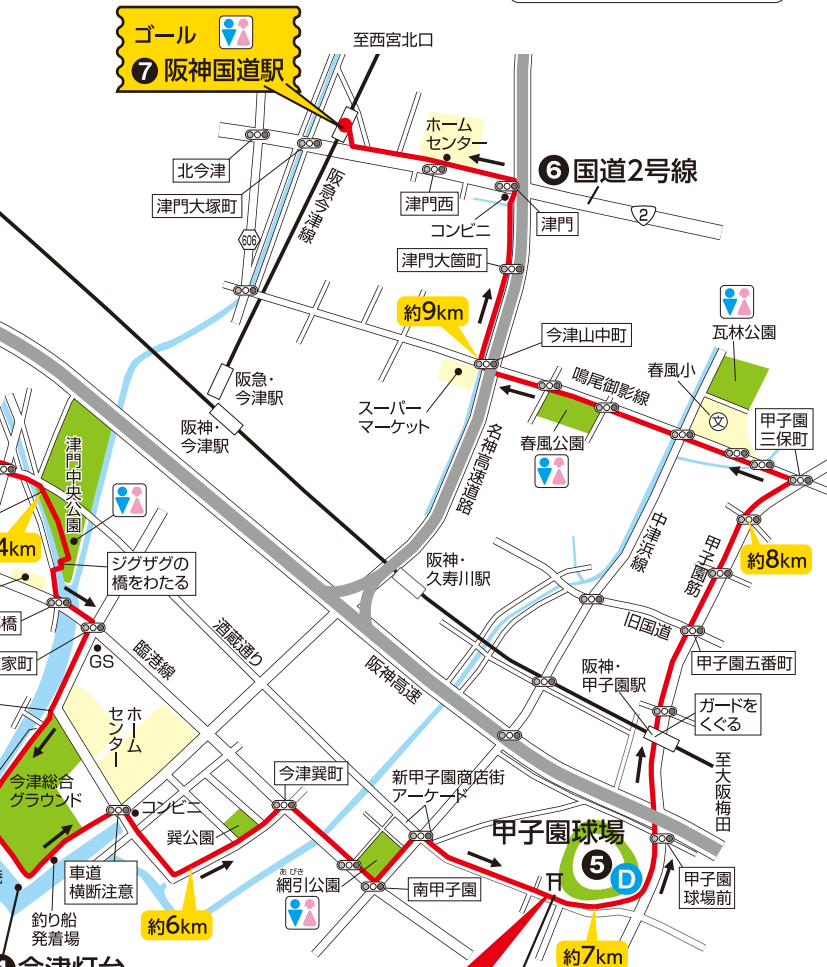 ゴール
❼ 阪神国道駅
至西宮北口
ホーム
センター
❻ 国道2号線
2
北今津
津門大塚町
津門西
コンビニ
津門
阪急今津線
606
津門大箇町
約9km
今津山中町
瓦林公園
阪急・
今津駅
阪神・
今津駅
スーパー
マーケット
鳴尾御影線
春風小
文
春風公園
甲子園
三保町
名神高速道路
津門中央公園
4km
ジグザグの
橋をわたる
中津浜線
甲子園筋
約8km
阪神・
久寿川駅
橋
家町
GS
臨港線
酒蔵通り
阪神高速
旧国道
甲子園五番町
阪神・
甲子園駅
ガードを
くぐる
至大阪梅田
ホーム
センター
今津総合
グラウンド
コンビニ
今津巽町
巽公園
新甲子園商店街
アーケード
甲子園球場
❺
D
車道
横断注意
あびき
網引公園
南甲子園
甲子園
球場前
釣り船
発着場
約6km
約7km
今津灯台